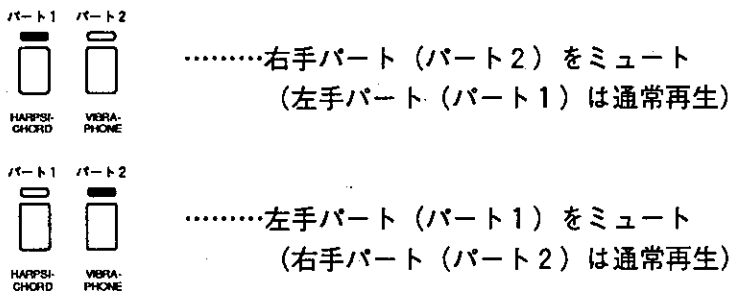 パート1 パート2
………右手パート（パート2）をミュート
（左手パート（パート1）は通常再生）
HARPSI- VIBRA-
CHORD PHONE
パート1 パート2
………左手パート（パート1）をミュート
（右手パート（パート2）は通常再生）
HARPSI- VIBRA-
CHORD PHONE